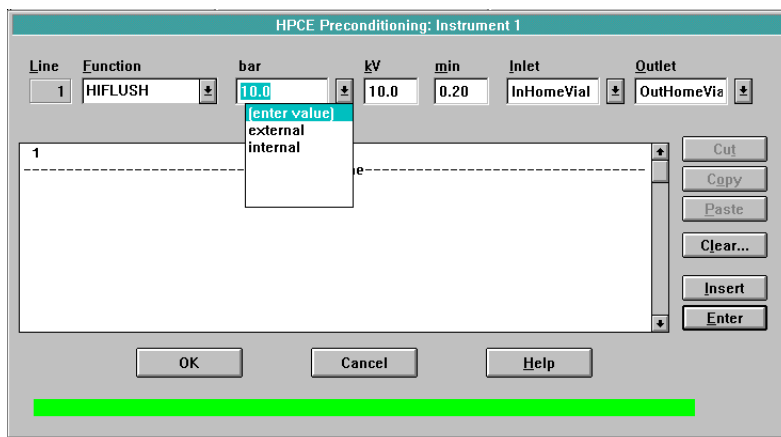 HPCE Preconditioning: Instrument 1
Line Function bar kV min Inlet Outlet
1 HIFLUSH 10.0 10.0 0.20 InHomeVial OutHomeVia
(enter value)
external
internal
1
Cut
Copy
Paste
Clear...
Insert
Enter
OK Cancel Help